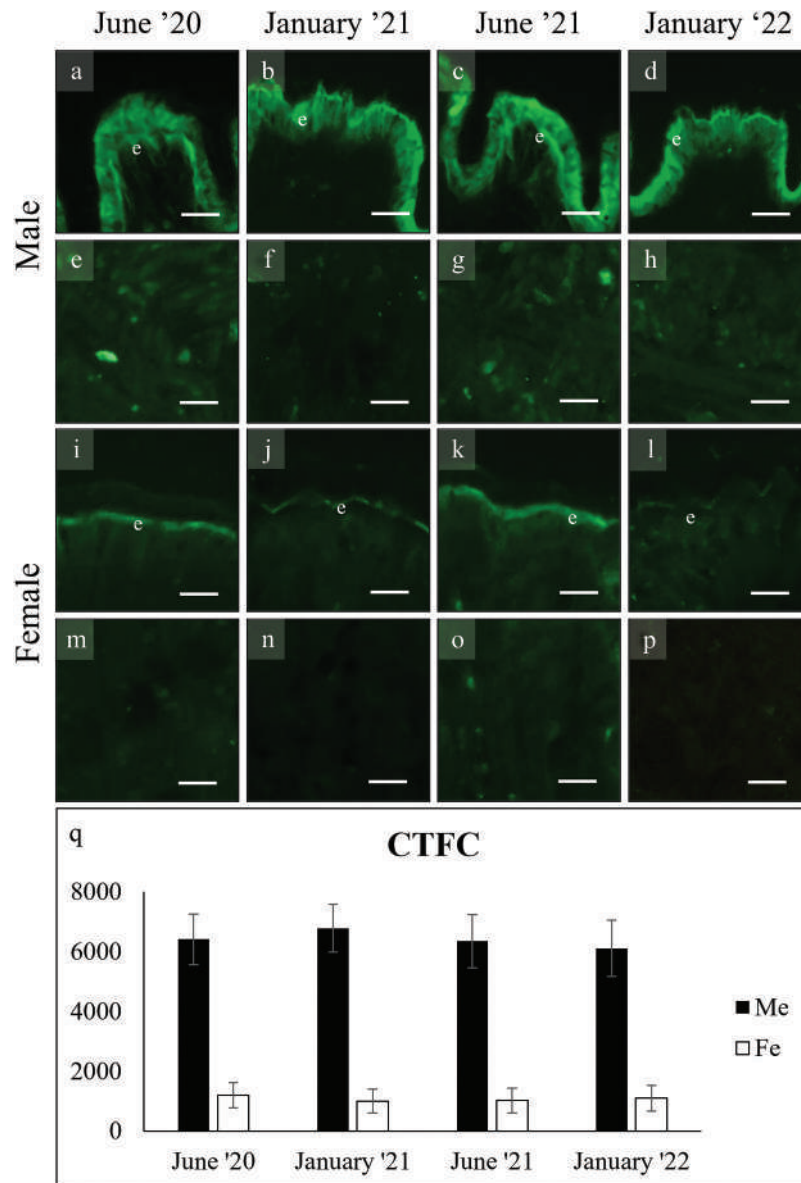 June ’20 January ’21 June ’21 January ‘22
Male
a b c d
e e e e
e f g h
Female
i j k l
e e e e
m n o p
q
CTFC
8000
6000
4000
2000
0
Me
Fe
June '20 January '21 June '21 January '22